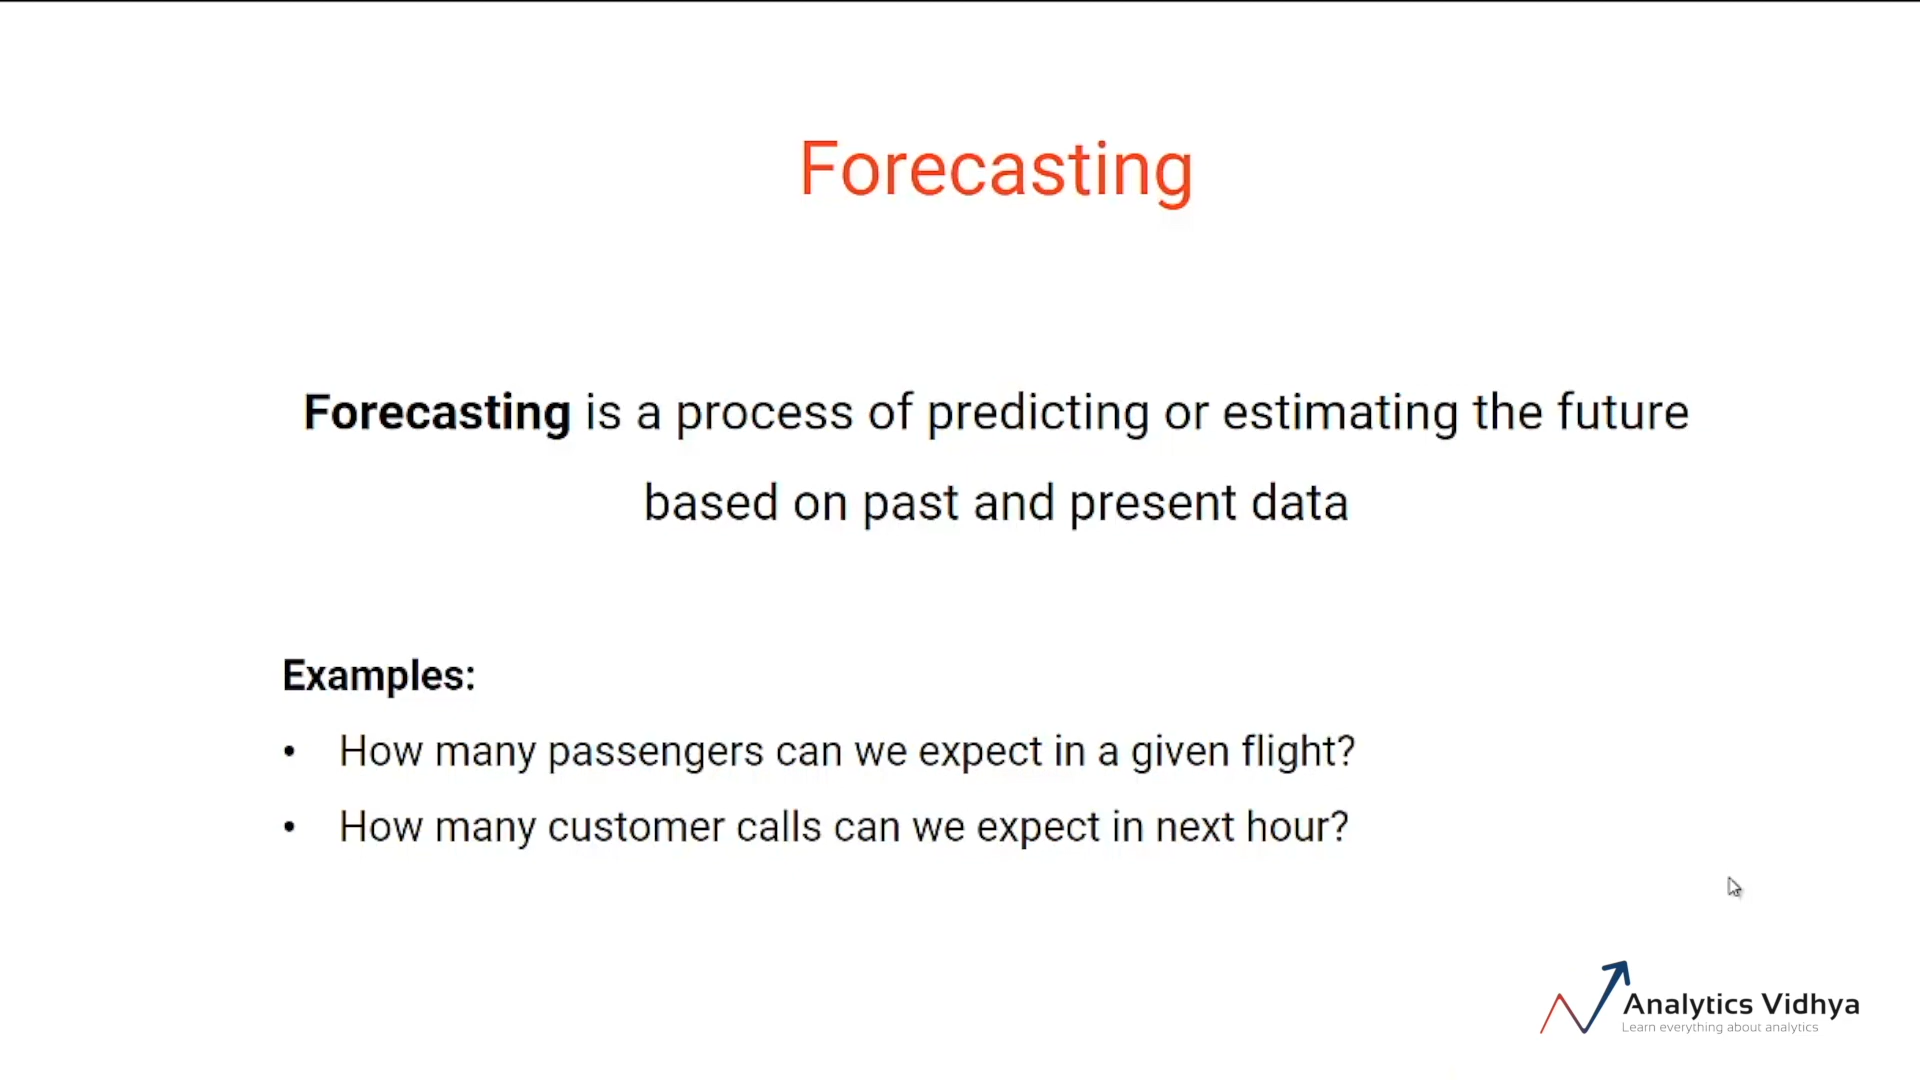 Forecasting
Forecasting is a process of predicting or estimating the future
based on past and present data
Examples:
• How many passengers can we expect in a given flight?
• How many customer calls can we expect in next hour?
Analytics Vidhya
Learn everything about analytics